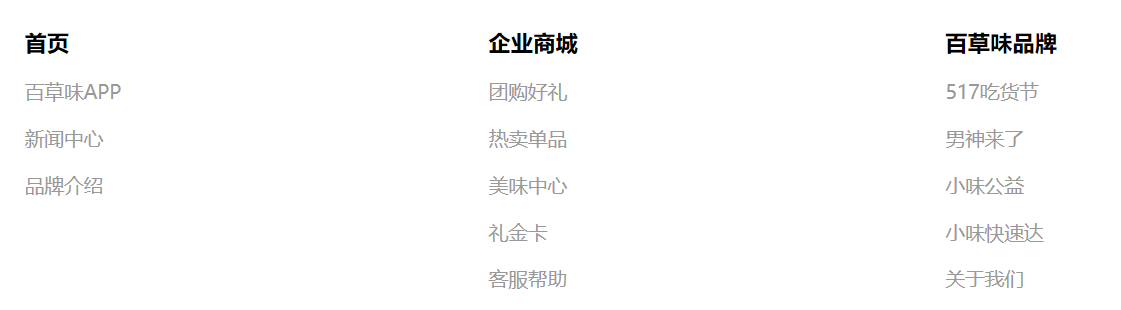 首页
百草味APP
新闻中心
品牌介绍
企业商城
团购好礼
热卖单品
美味中心
礼金卡
客服帮助
百草味品牌
517吃货节
男神来了
小味公益
小味快速达
关于我们